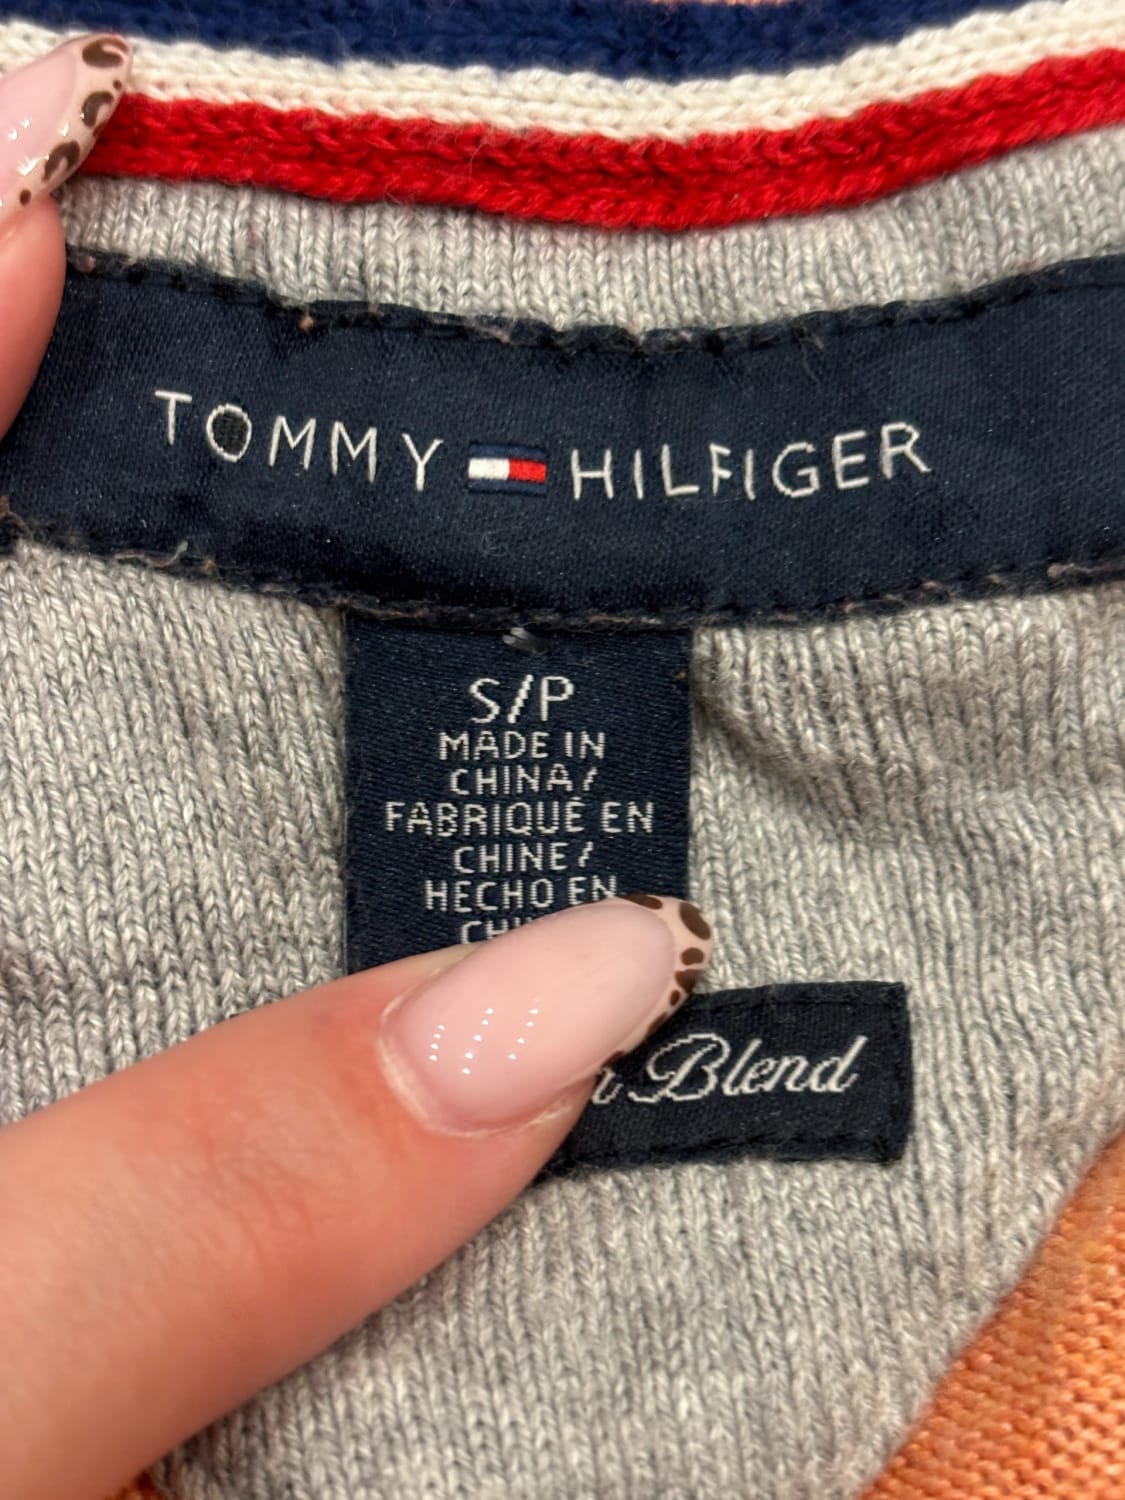 TOMMY HILFIGER
S/P
MADE IN
CHINA/
FABRIQUÉ EN
CHINE/
HECHO EN
Blend